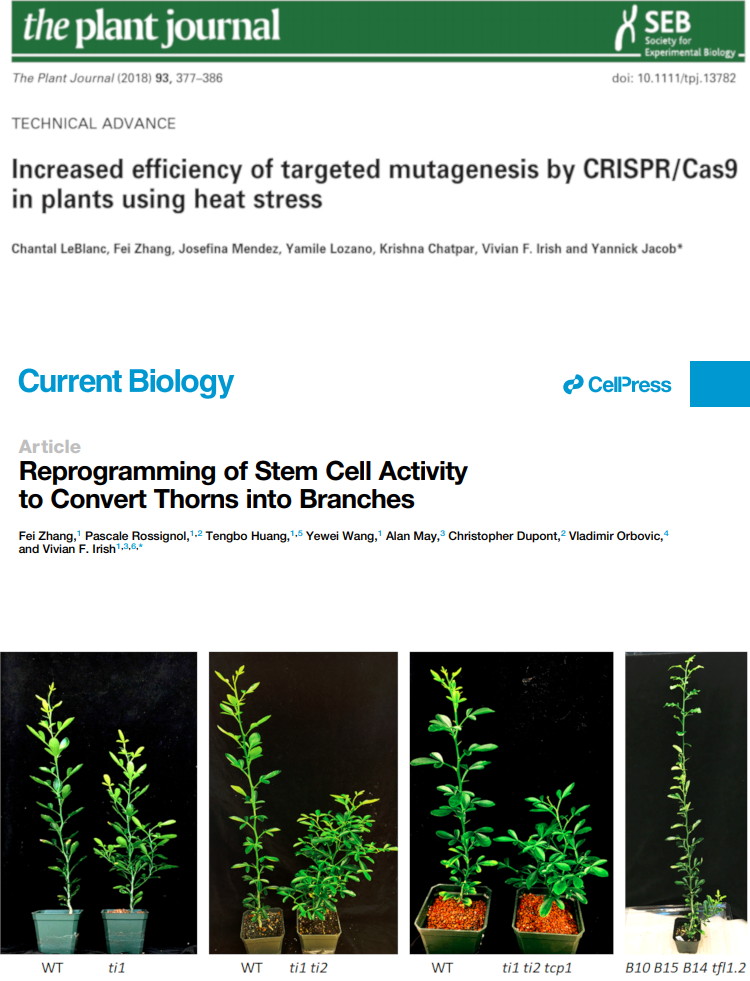 the plant journal
SEB
Society for
Experimental Biology
The Plant Journal (2018) 93, 377–386
doi: 10.1111/tpj.13782
TECHNICAL ADVANCE
Increased efficiency of targeted mutagenesis by CRISPR/Cas9
in plants using heat stress
Chantal LeBlanc, Fei Zhang, Josefina Mendez, Yamile Lozano, Krishna Chatpar, Vivian F. Irish and Yannick Jacob*
Current Biology
CellPress
Article
Reprogramming of Stem Cell Activity
to Convert Thorns into Branches
Fei Zhang,1 Pascale Rossignol,1,2 Tengbo Huang,1,5 Yewei Wang,1 Alan May,3 Christopher Dupont,2 Vladimir Orbovic,4
and Vivian F. Irish1,3,6,*
WT ti1 WT ti1 ti2 WT ti1 ti2 tcp1 B10 B15 B14 tfl1.2